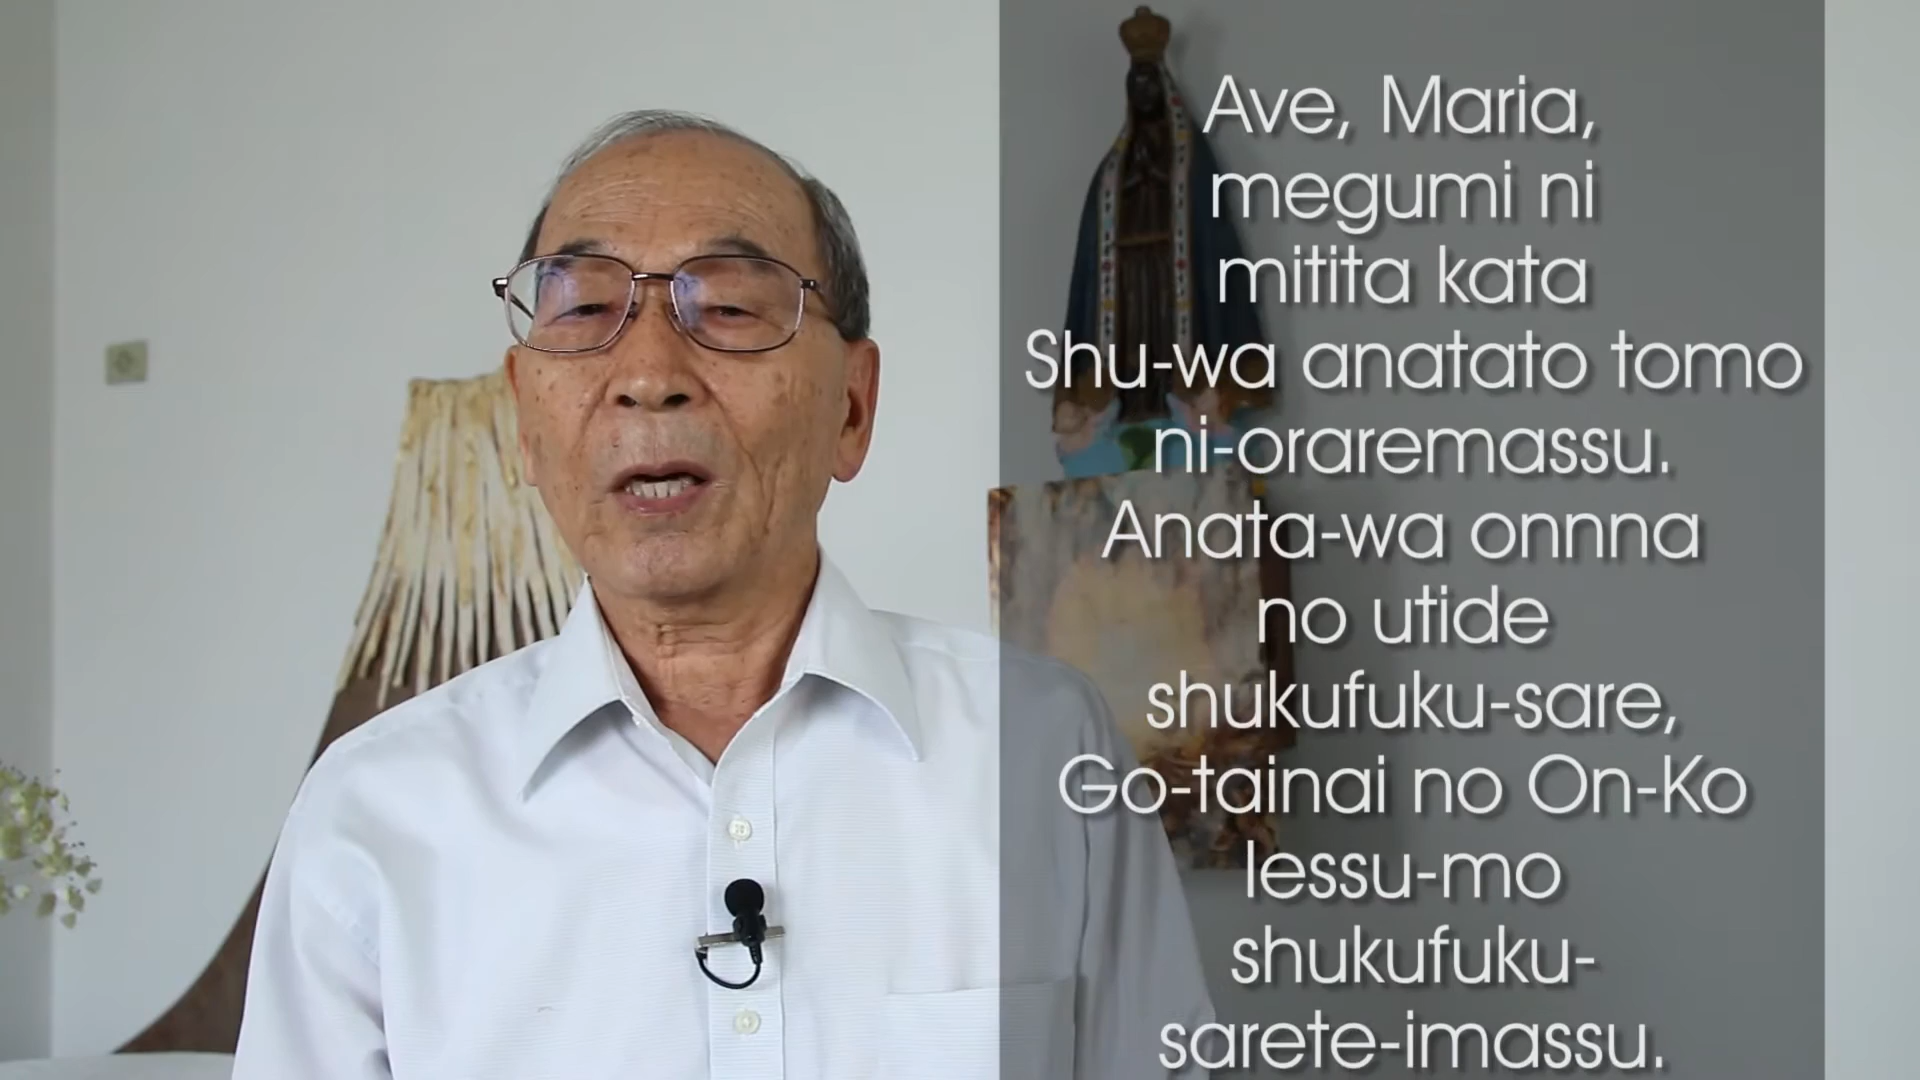 Ave, Maria,
megumi ni
mitita kata
Shu-wa anatato tomo
ni-oraremassu.
Anata-wa onnna
no utide
shukufuku-sare,
Go-tainai no On-Ko
Iessu-mo
shukufuku-
sarete-imassu.